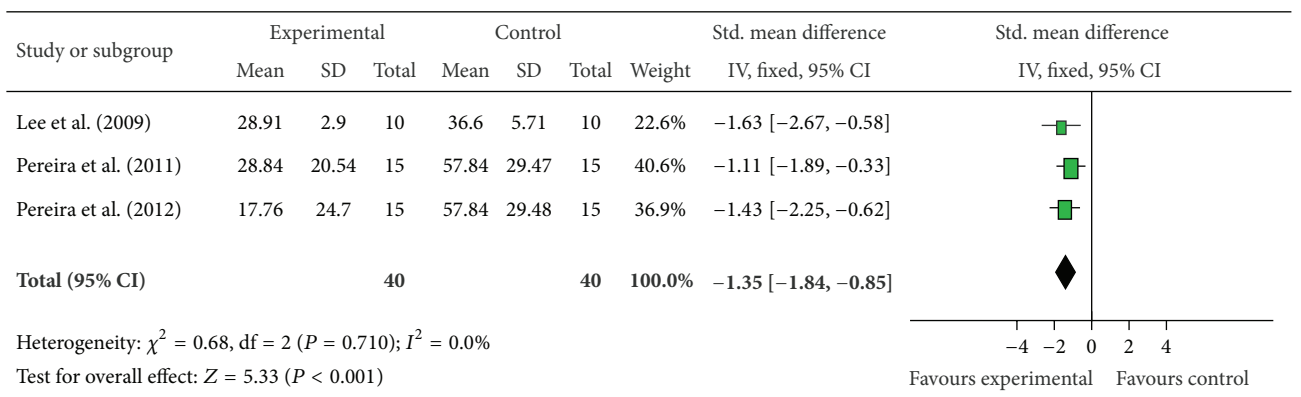 Study or subgroup Experimental Control Std. mean difference Std. mean difference
Mean SD Total Mean SD Total Weight IV, fixed, 95% CI IV, fixed, 95% CI
Lee et al. (2009) 28.91 2.9 10 36.6 5.71 10 22.6% −1.63 [−2.67, −0.58]
Pereira et al. (2011) 28.84 20.54 15 57.84 29.47 15 40.6% −1.11 [−1.89, −0.33]
Pereira et al. (2012) 17.76 24.7 15 57.84 29.48 15 36.9% −1.43 [−2.25, −0.62]
Total (95% CI) 40 40 100.0% −1.35 [−1.84, −0.85]
Heterogeneity: χ² = 0.68, df = 2 (P = 0.710); I² = 0.0%
Test for overall effect: Z = 5.33 (P < 0.001)
−4 −2 0 2 4
Favours experimental Favours control